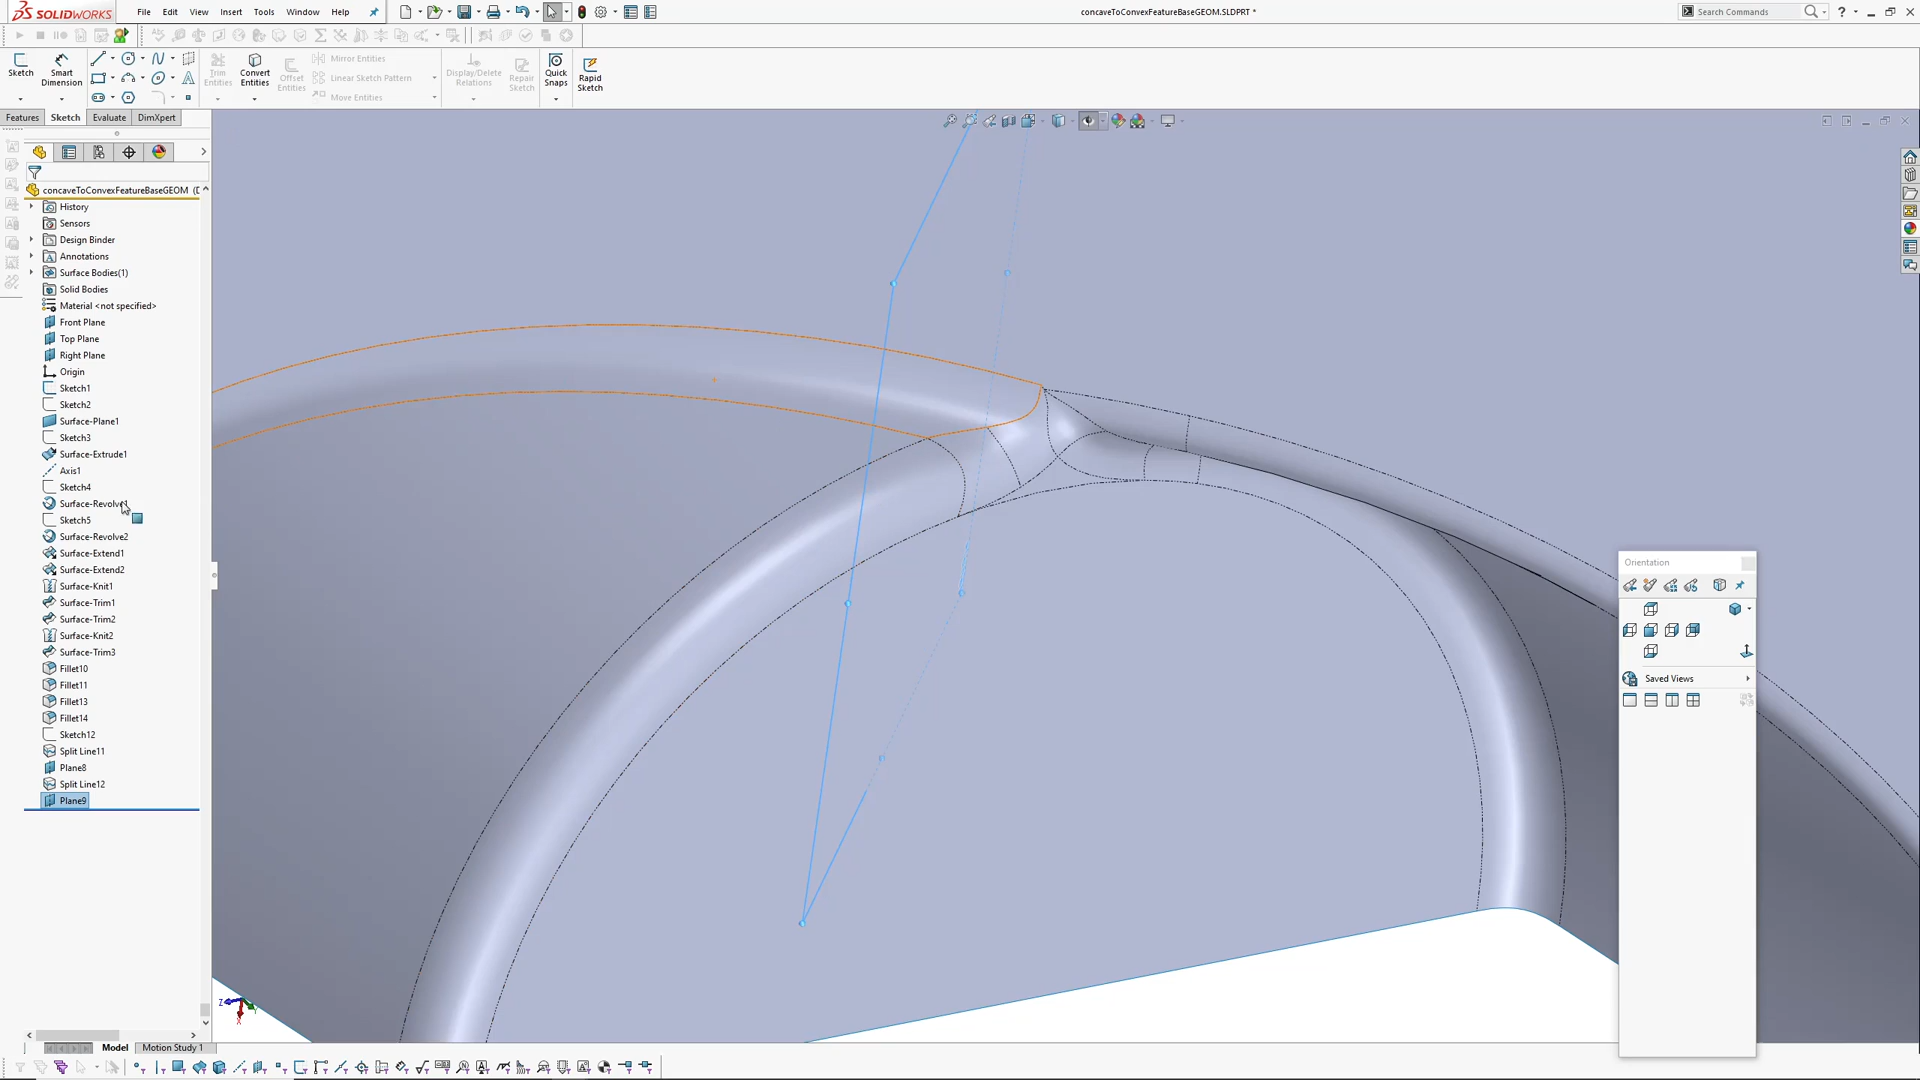 SOLIDWORKS File Edit View Insert Tools Window Help concaveToConvexFeatureBaseGEOM.SLDPRT * Search Commands
Sketch Smart Dimension Trim Entities Convert Entities Offset Entities Mirror Entities Linear Sketch Pattern Move Entities Display/Delete Relations Repair Sketch Quick Snaps Rapid Sketch
Features Sketch Evaluate DimXpert
concaveToConvexFeatureBaseGEOM (D
History
Sensors
Design Binder
Annotations
Surface Bodies(1)
Solid Bodies
Material <not specified>
Front Plane
Top Plane
Right Plane
Origin
Sketch1
Sketch2
Surface-Plane1
Sketch3
Surface-Extrude1
Axis1
Sketch4
Surface-Revolve1
Sketch5
Surface-Revolve2
Surface-Extend1
Surface-Extend2
Surface-Knit1
Surface-Trim1
Surface-Trim2
Surface-Knit2
Surface-Trim3
Fillet10
Fillet11
Fillet13
Fillet14
Sketch12
Split Line11
Plane8
Split Line12
Plane9
Orientation
Saved Views
Z
X
Model Motion Study 1